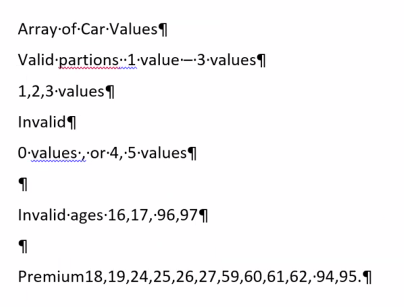 Array of Car Values¶
Valid partions  1 value – 3 values¶
1,2,3 values¶
Invalid¶
0 values , or 4, 5 values¶
¶
Invalid ages 16,17, 96,97¶
¶
Premium18,19,24,25,26,27,59,60,61,62, 94,95.¶